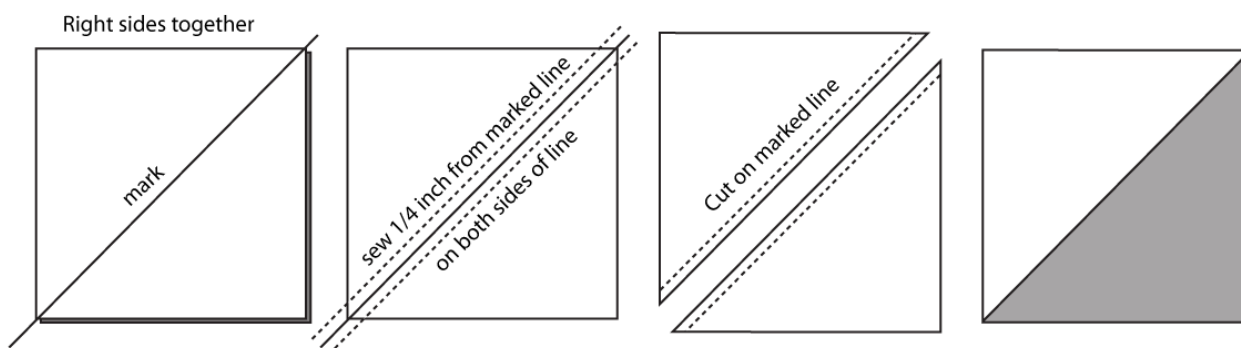 Right sides together
mark
sew 1/4 inch from marked line
on both sides of line
Cut on marked line